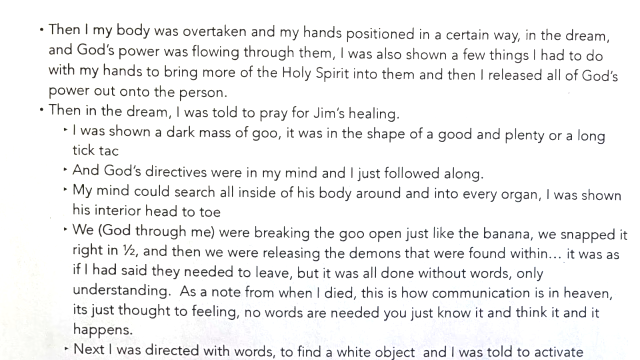 • Then I my body was overtaken and my hands positioned in a certain way, in the dream,
and God's power was flowing through them, I was also shown a few things I had to do
with my hands to bring more of the Holy Spirit into them and then I released all of God's
power out onto the person.
• Then in the dream, I was told to pray for Jim's healing.
‣ I was shown a dark mass of goo, it was in the shape of a good and plenty or a long
tick tac
‣ And God's directives were in my mind and I just followed along.
‣ My mind could search all inside of his body around and into every organ, I was shown
his interior head to toe
‣ We (God through me) were breaking the goo open just like the banana, we snapped it
right in ½, and then we were releasing the demons that were found within... it was as
if I had said they needed to leave, but it was all done without words, only
understanding.  As a note from when I died, this is how communication is in heaven,
its just thought to feeling, no words are needed you just know it and think it and it
happens.
‣ Next I was directed with words, to find a white object  and I was told to activate